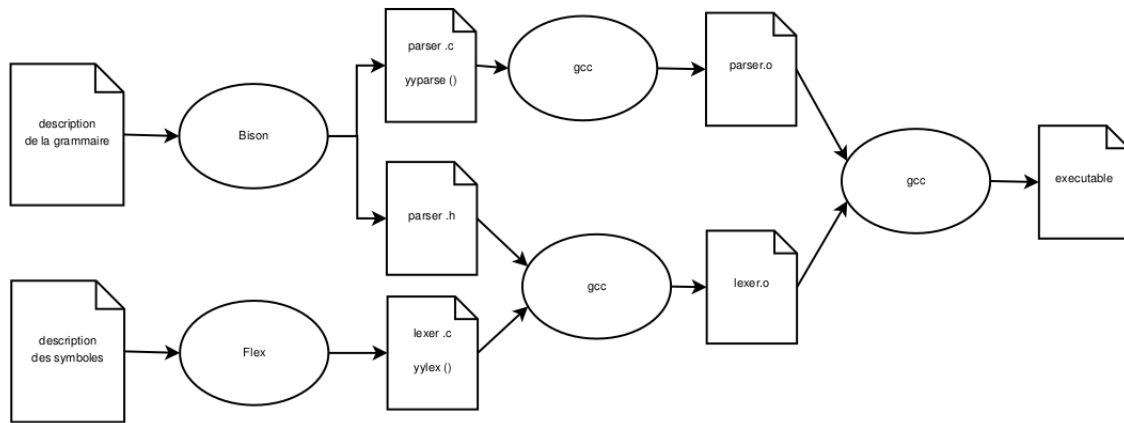 parser .c
yyparse ()
gcc
parser.o
description
de la grammaire
Bison
gcc
executable
parser .h
gcc
lexer.o
description
des symboles
Flex
lexer .c
yylex ()